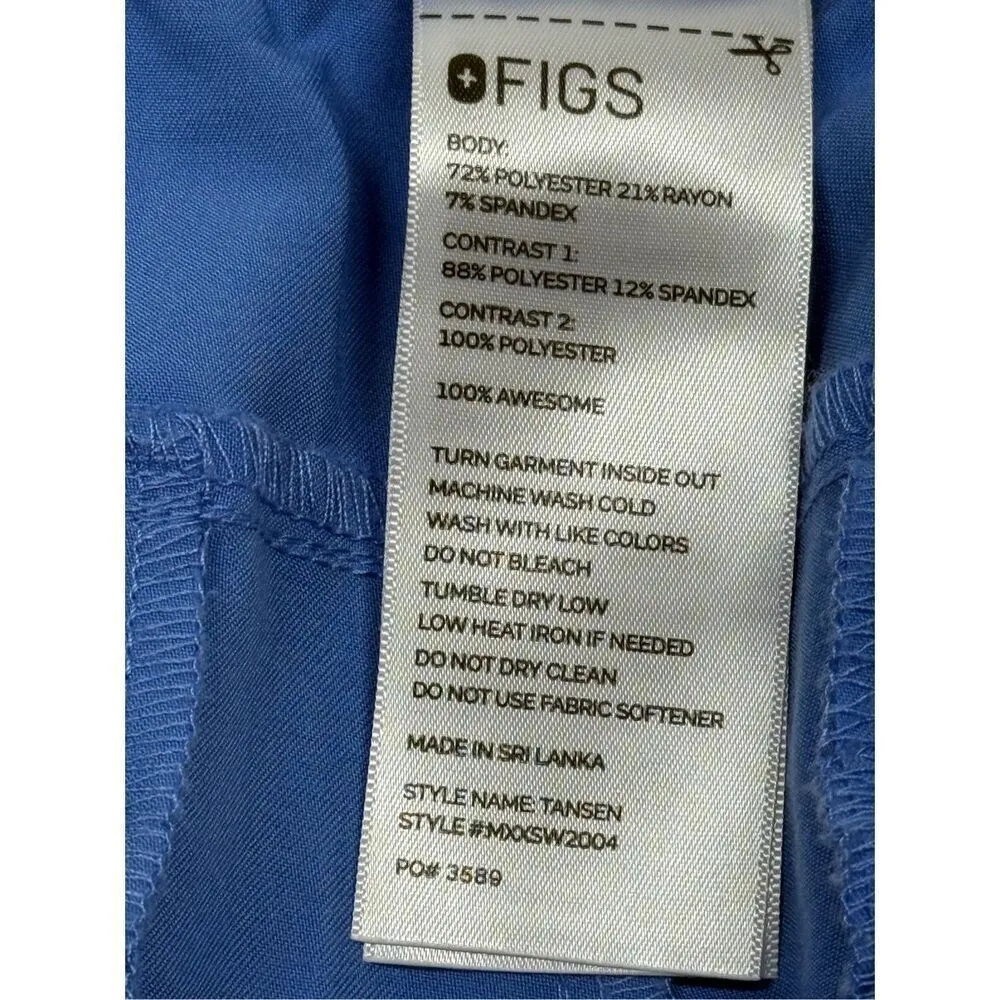 FIGS
BODY:
72% POLYESTER 21% RAYON
7% SPANDEX
CONTRAST 1:
88% POLYESTER 12% SPANDEX
CONTRAST 2:
100% POLYESTER
100% AWESOME
TURN GARMENT INSIDE OUT
MACHINE WASH COLD
WASH WITH LIKE COLORS
DO NOT BLEACH
TUMBLE DRY LOW
LOW HEAT IRON IF NEEDED
DO NOT DRY CLEAN
DO NOT USE FABRIC SOFTENER
MADE IN SRI LANKA
STYLE NAME: TANSEN
STYLE #MXXSW2004
PO# 3589